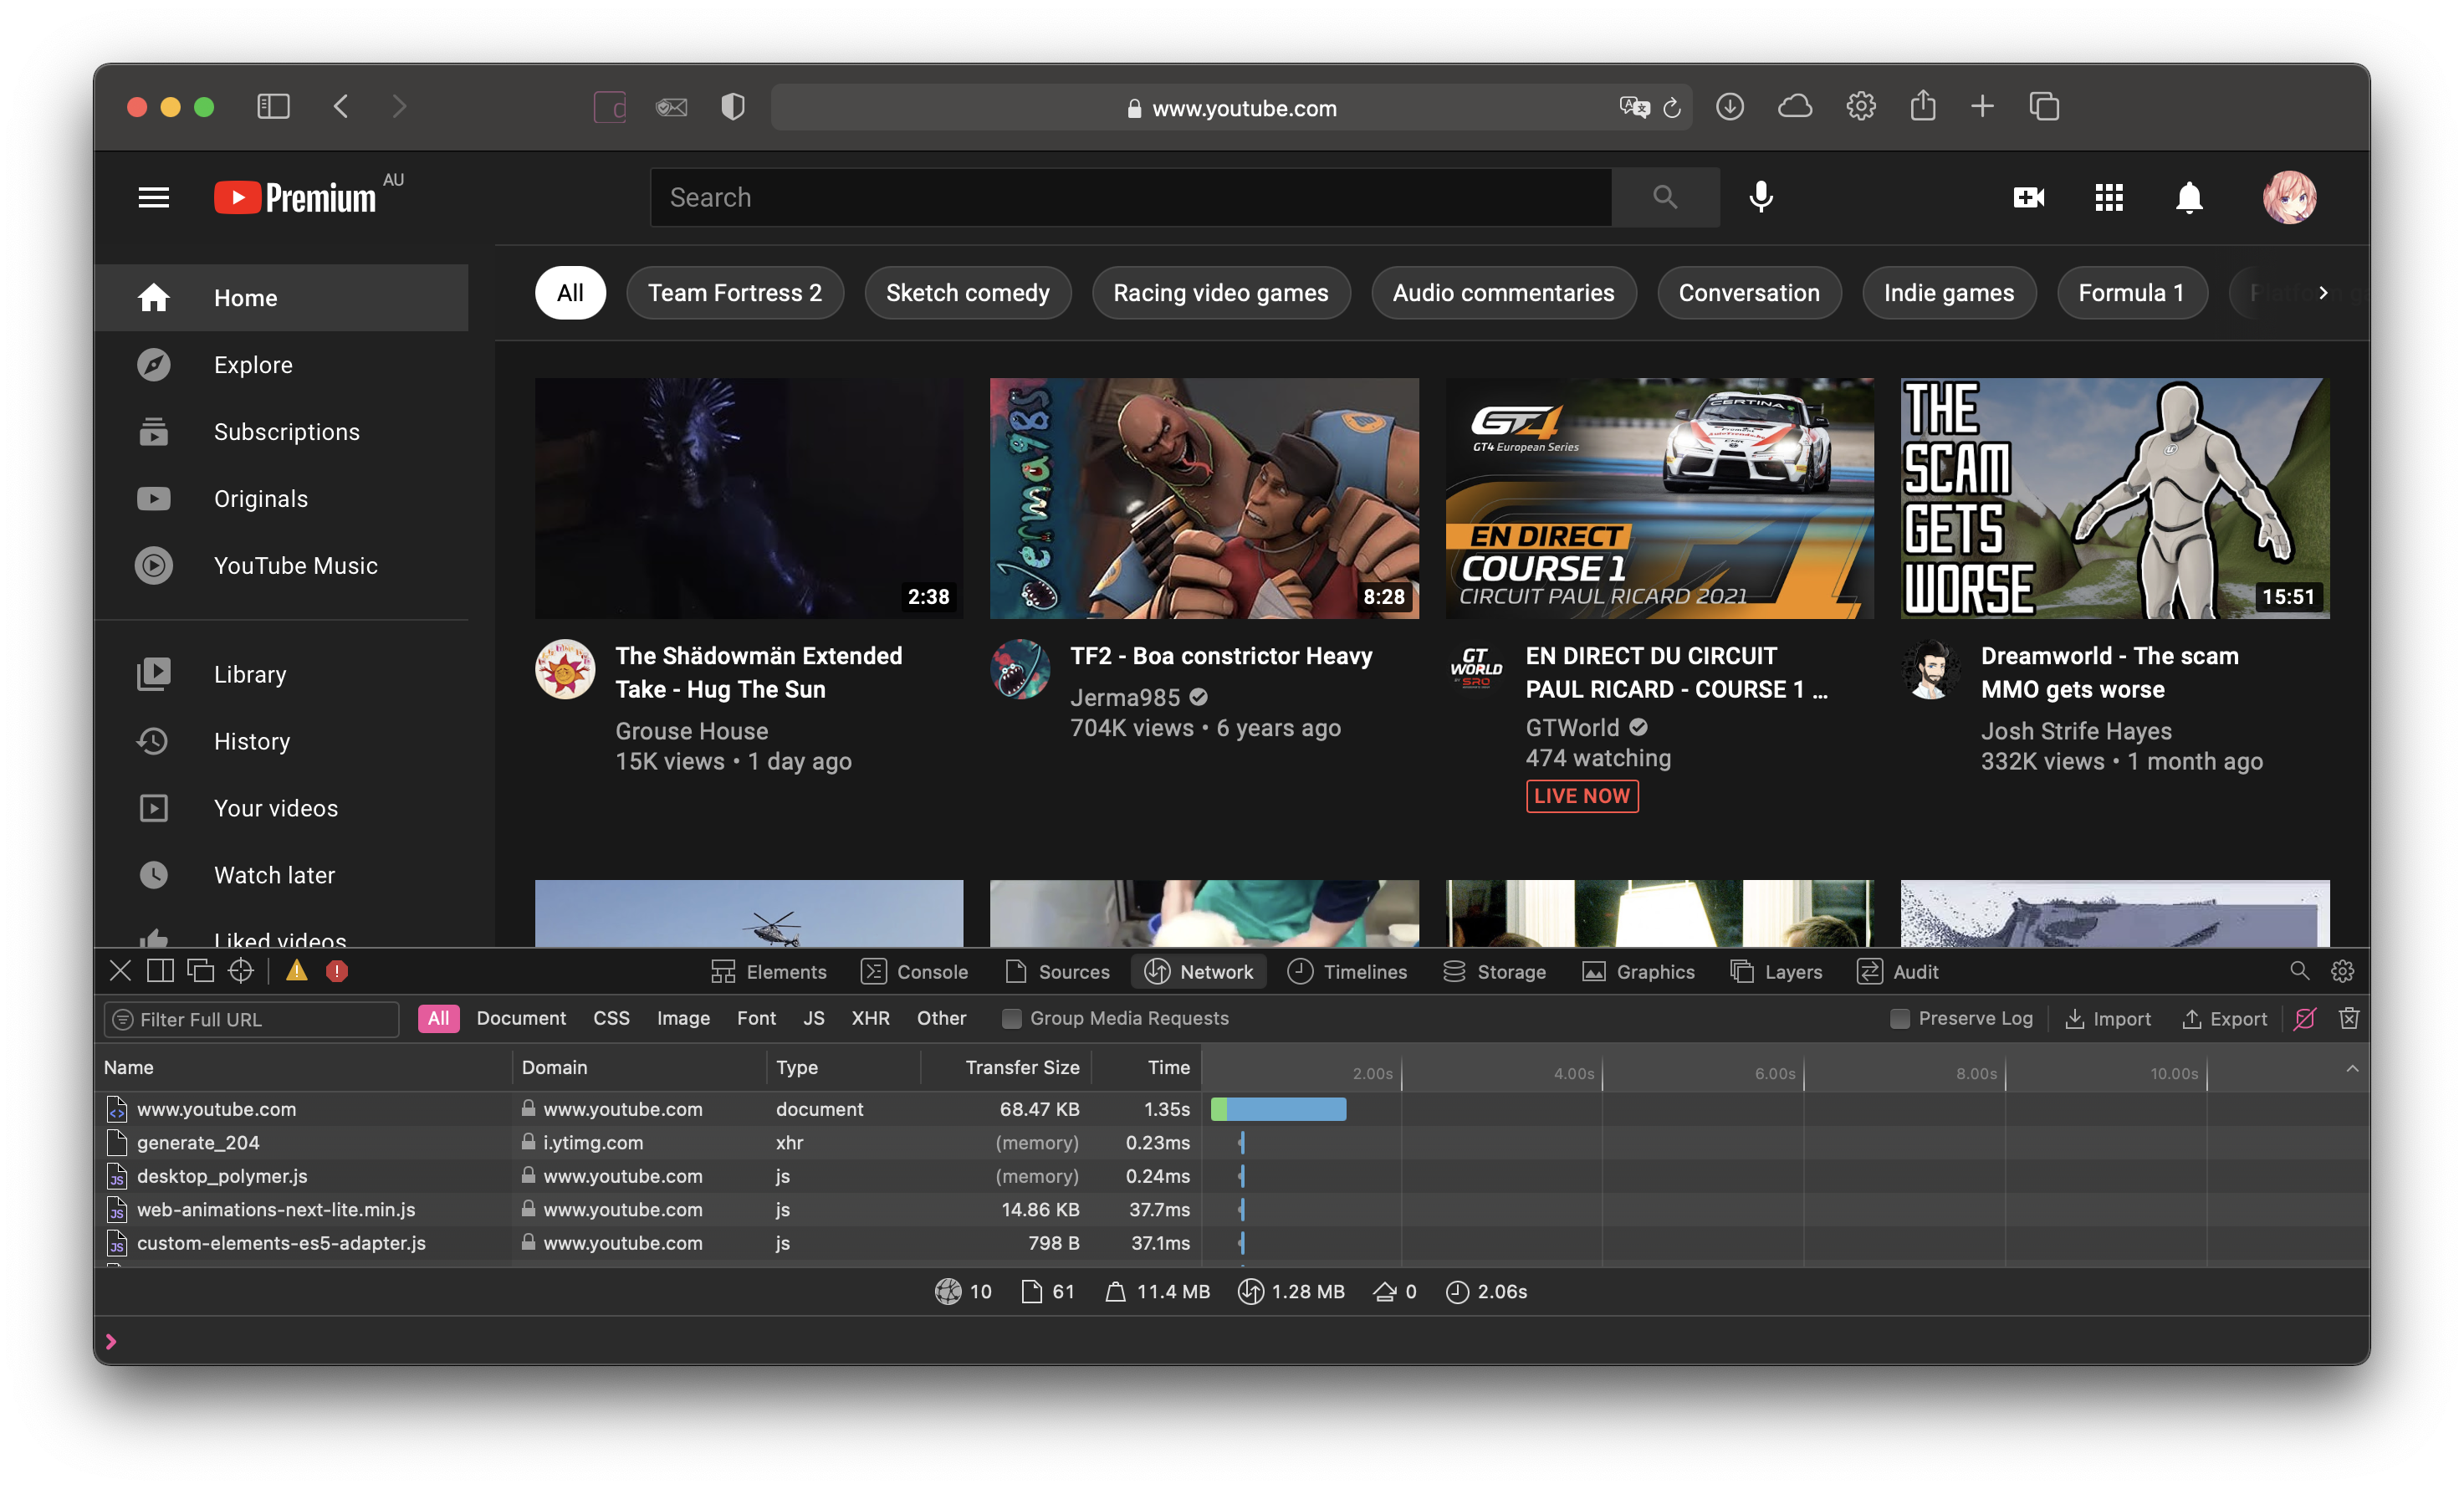 www.youtube.com
Premium AU
Search
Home
Explore
Subscriptions
Originals
YouTube Music
Library
History
Your videos
Watch later
Liked videos
All Team Fortress 2 Sketch comedy Racing video games Audio commentaries Conversation Indie games Formula 1
2:38
The Shädowmän Extended
Take - Hug The Sun
Grouse House
15K views • 1 day ago
Jerma985
8:28
TF2 - Boa constrictor Heavy
Jerma985
704K views • 6 years ago
CERTINA
GT4
GT4 European Series
EN DIRECT
COURSE 1
CIRCUIT PAUL RICARD 2021
GT
WORLD
BY SRO
EN DIRECT DU CIRCUIT
PAUL RICARD - COURSE 1 ...
GTWorld
474 watching
LIVE NOW
THE
SCAM
GETS
WORSE
15:51
Dreamworld - The scam
MMO gets worse
Josh Strife Hayes
332K views • 1 month ago
Elements Console Sources Network Timelines Storage Graphics Layers Audit
Filter Full URL All Document CSS Image Font JS XHR Other Group Media Requests Preserve Log Import Export
Name Domain Type Transfer Size Time 2.00s 4.00s 6.00s 8.00s 10.00s
www.youtube.com www.youtube.com document 68.47 KB 1.35s
generate_204 i.ytimg.com xhr (memory) 0.23ms
desktop_polymer.js www.youtube.com js (memory) 0.24ms
web-animations-next-lite.min.js www.youtube.com js 14.86 KB 37.7ms
custom-elements-es5-adapter.js www.youtube.com js 798 B 37.1ms
10 61 11.4 MB 1.28 MB 0 2.06s